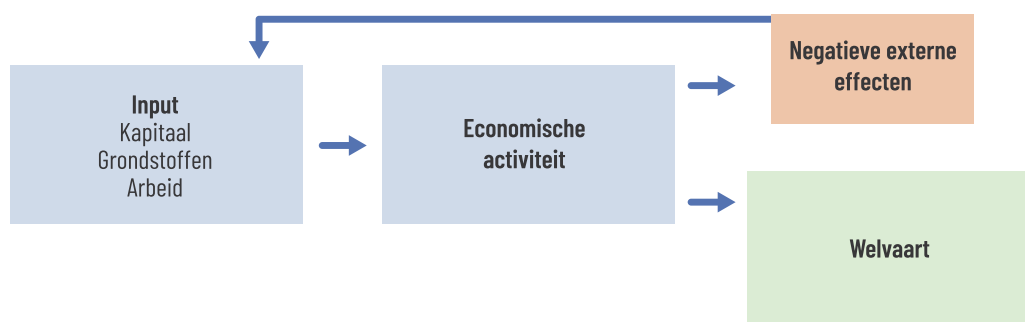 Input
Kapitaal
Grondstoffen
Arbeid
Economische
activiteit
Negatieve externe
effecten
Welvaart